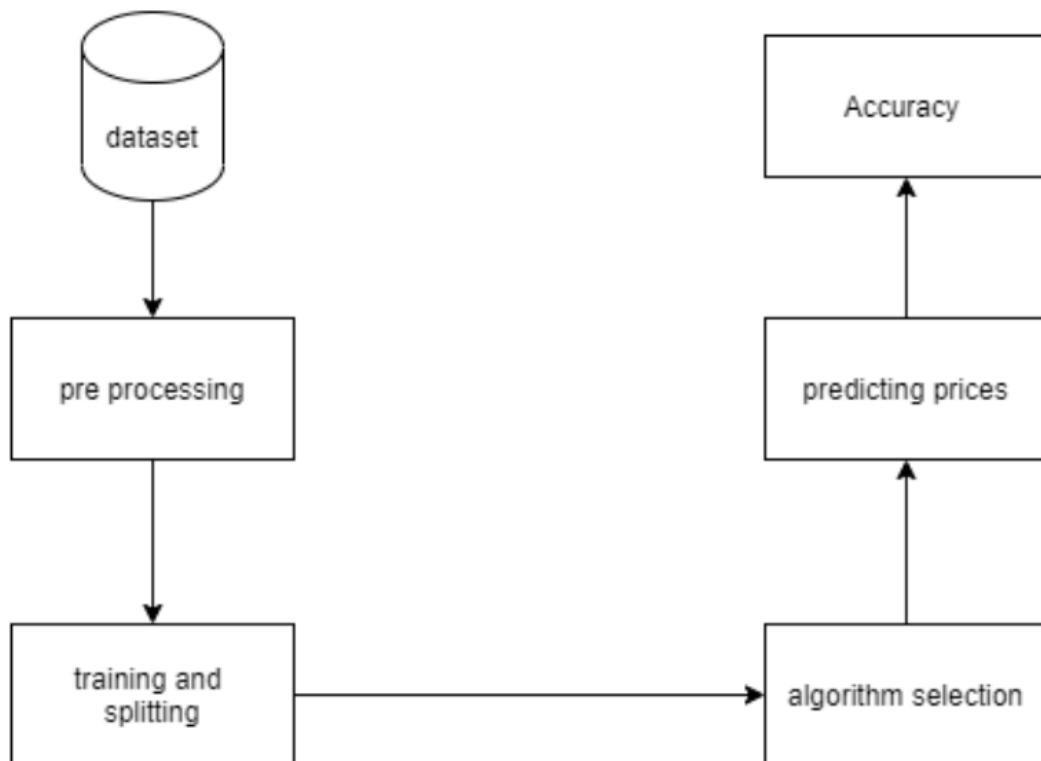 dataset
pre processing
training and
splitting
algorithm selection
predicting prices
Accuracy